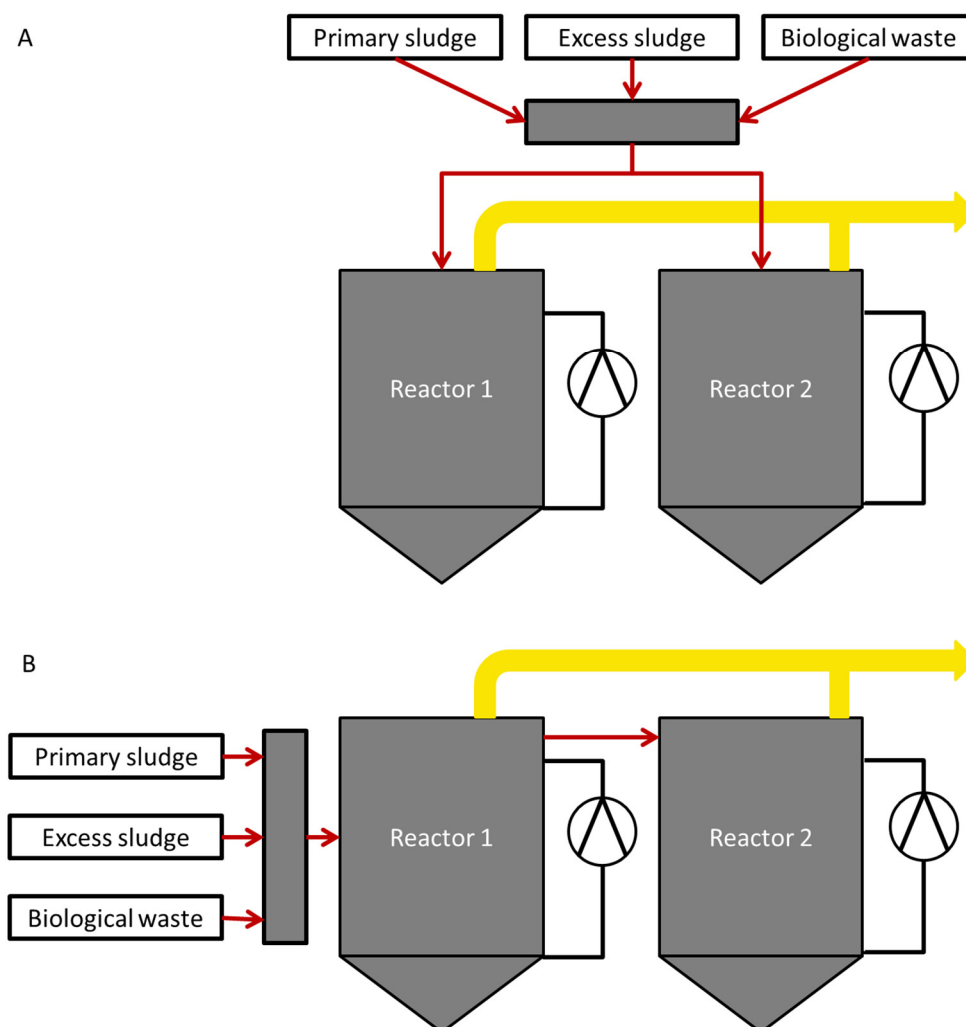 A
Primary sludge
Excess sludge
Biological waste
Reactor 1
Reactor 2
B
Primary sludge
Excess sludge
Biological waste
Reactor 1
Reactor 2